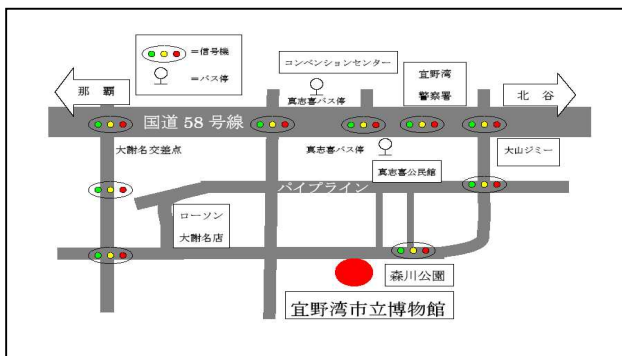 ＝信号機
＝バス停
コンベンションセンター
宜野湾
警察署
那 覇
北 谷
真志喜バス停
国道 58 号線
大謝名交差点
真志喜バス停
真志喜公民館
大山ジミー
パイプライン
ローソン
大謝名店
森川公園
宜野湾市立博物館